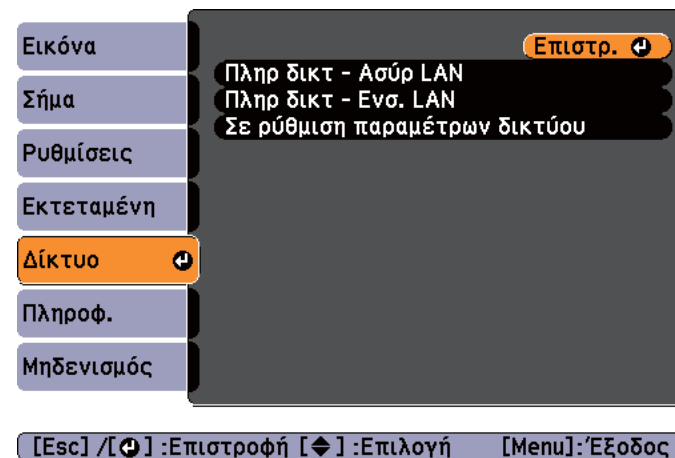 Εικόνα
Σήμα
Ρυθμίσεις
Εκτεταμένη
Δίκτυο
Πληροφ.
Μηδενισμός
Επιστρ.
Πληρ δικτ - Ασύρ LAN
Πληρ δικτ - Ενσ. LAN
Σε ρύθμιση παραμέτρων δικτύου
[Esc] /[⏎] :Επιστροφή [◆] :Επιλογή [Menu]:Έξοδος